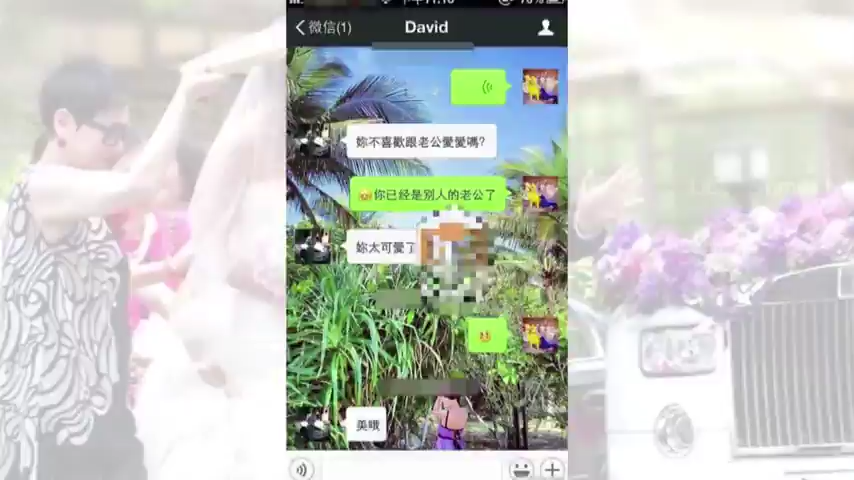 微信(1)
David
妳不喜歡跟老公愛愛嗎?
你已经是别人的老公了
妳太可愛了
美哦